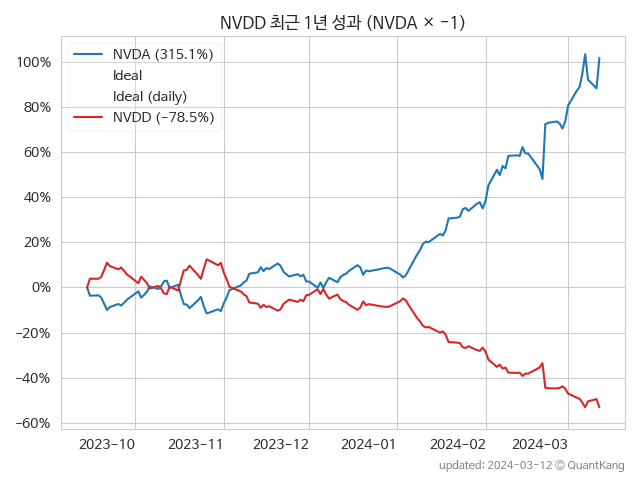 NVDD 최근 1년 성과 (NVDA × -1)
NVDA (315.1%)
Ideal
Ideal (daily)
NVDD (-78.5%)
100%
80%
60%
40%
20%
0%
-20%
-40%
-60%
2023-10
2023-11
2023-12
2024-01
2024-02
2024-03
updated: 2024-03-12 © QuantKang